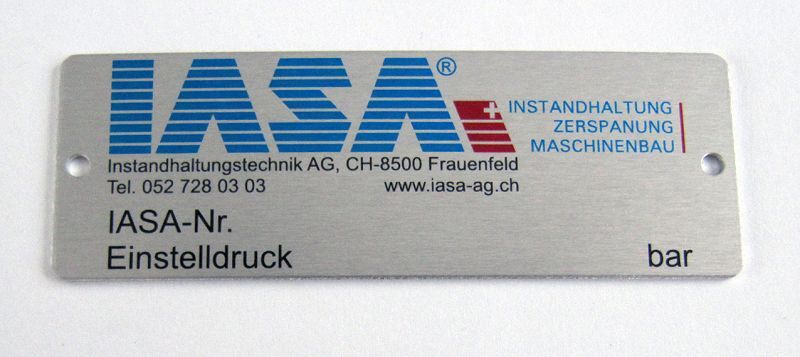 IASA®
INSTANDHALTUNG
ZERSPANUNG
MASCHINENBAU
Instandhaltungstechnik AG, CH-8500 Frauenfeld
Tel. 052 728 03 03 www.iasa-ag.ch
IASA-Nr.
Einstelldruck bar